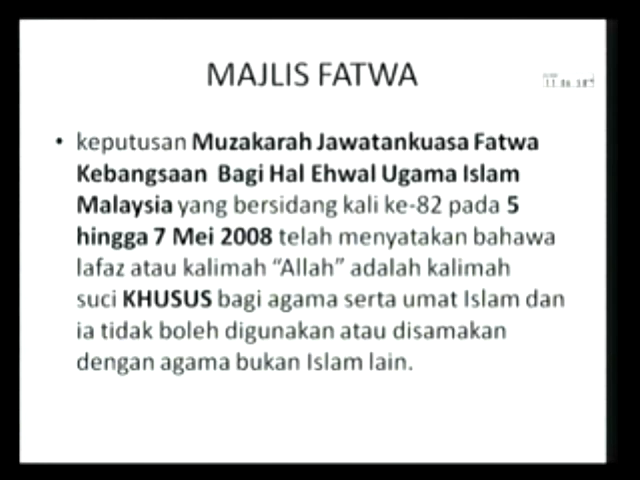 MAJLIS FATWA
• keputusan Muzakarah Jawatankuasa Fatwa
Kebangsaan Bagi Hal Ehwal Ugama Islam
Malaysia yang bersidang kali ke-82 pada 5
hingga 7 Mei 2008 telah menyatakan bahawa
lafaz atau kalimah “Allah” adalah kalimah
suci KHUSUS bagi agama serta umat Islam dan
ia tidak boleh digunakan atau disamakan
dengan agama bukan Islam lain.